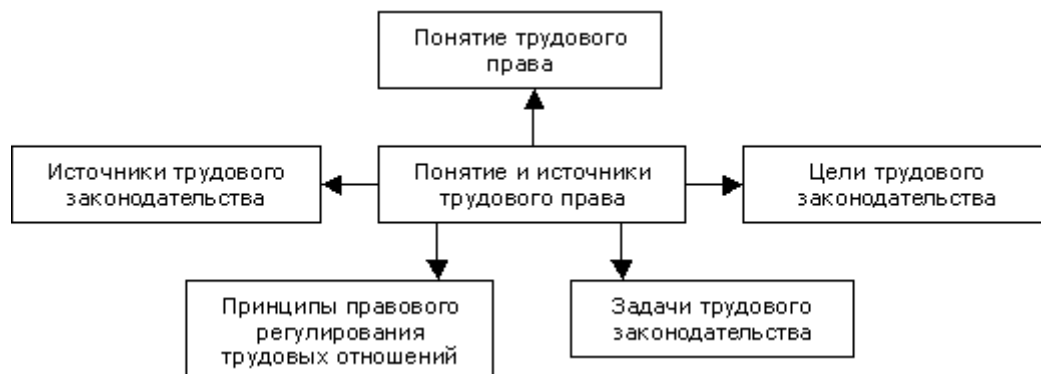 Понятие трудового
права
Источники трудового
законодательства
Понятие и источники
трудового права
Цели трудового
законодательства
Принципы правового
регулирования
трудовых отношений
Задачи трудового
законодательства